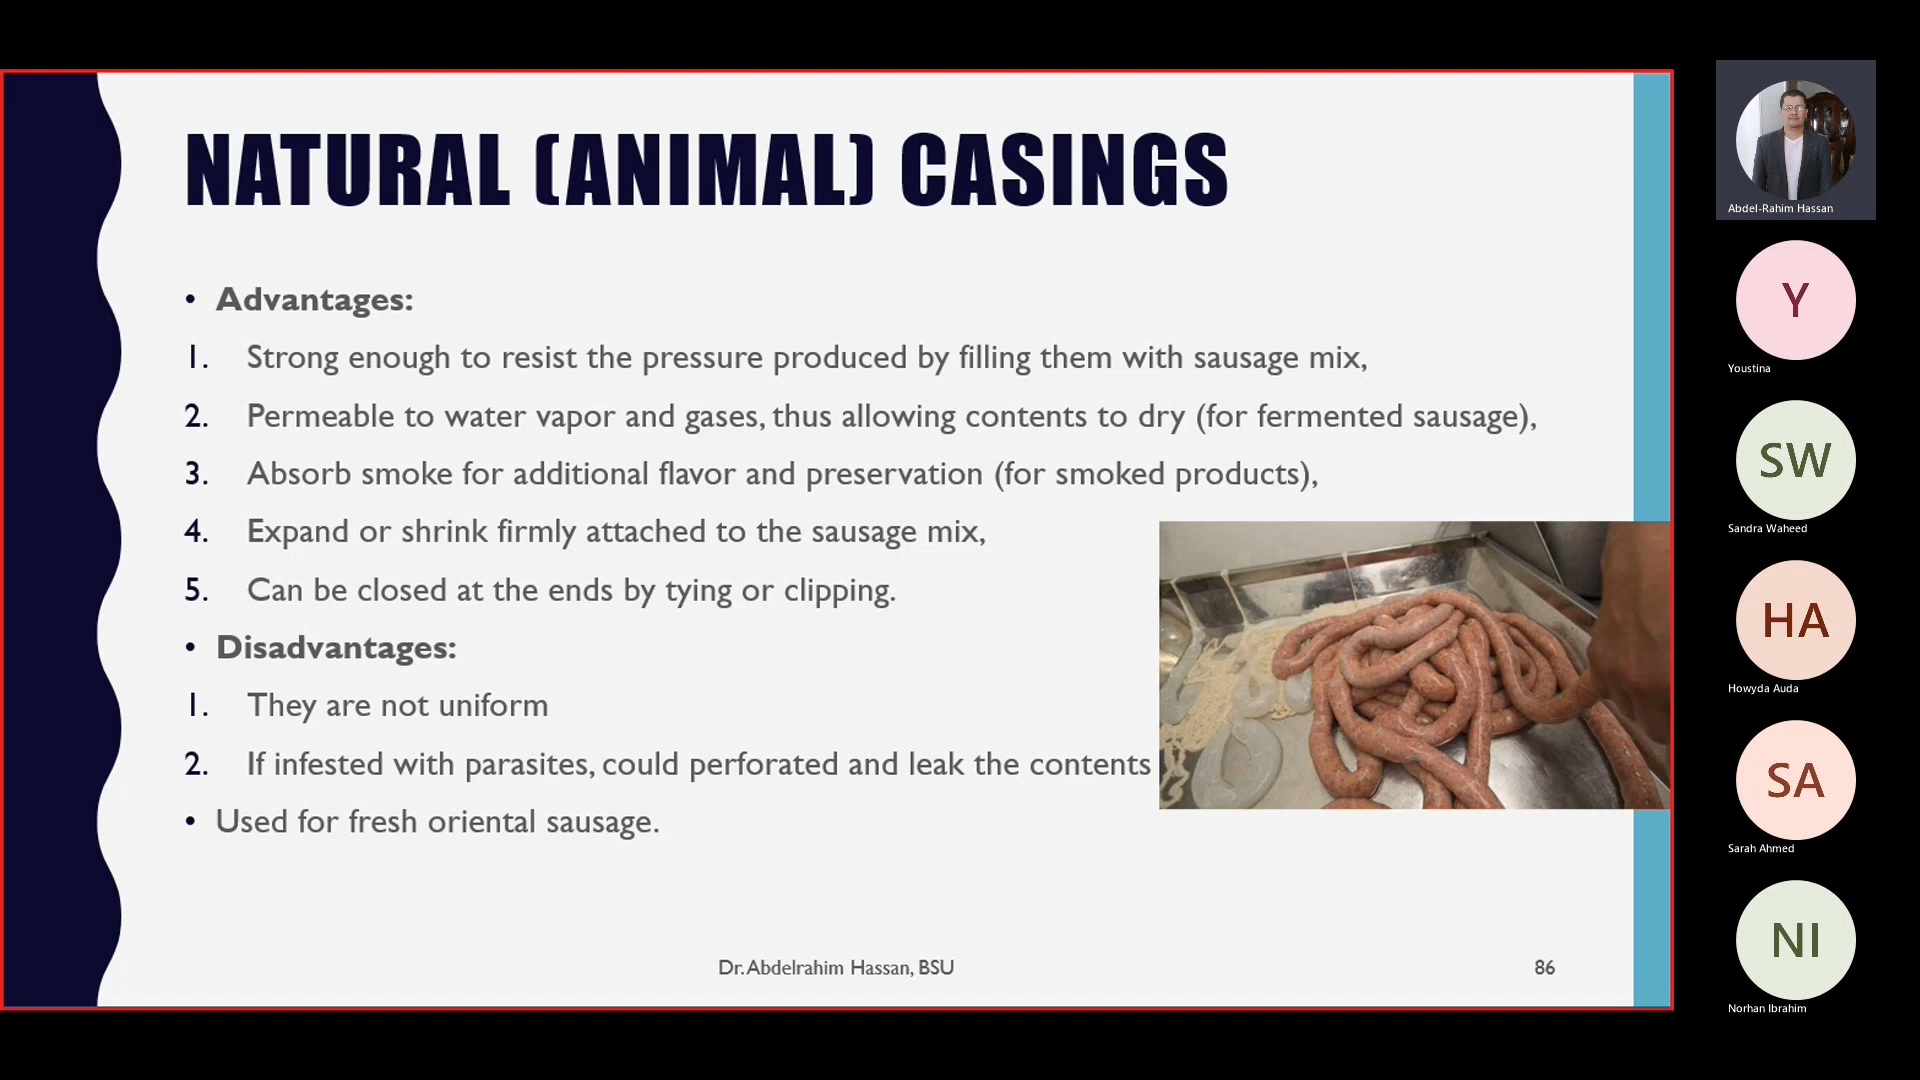 NATURAL (ANIMAL) CASINGS
• Advantages:
1. Strong enough to resist the pressure produced by filling them with sausage mix,
2. Permeable to water vapor and gases, thus allowing contents to dry (for fermented sausage),
3. Absorb smoke for additional flavor and preservation (for smoked products),
4. Expand or shrink firmly attached to the sausage mix,
5. Can be closed at the ends by tying or clipping.
• Disadvantages:
1. They are not uniform
2. If infested with parasites, could perforated and leak the contents
• Used for fresh oriental sausage.
Dr. Abdelrahim Hassan, BSU
86
Abdel-Rahim Hassan
Y
Youstina
SW
Sandra Waheed
HA
Howyda Auda
SA
Sarah Ahmed
NI
Norhan Ibrahim